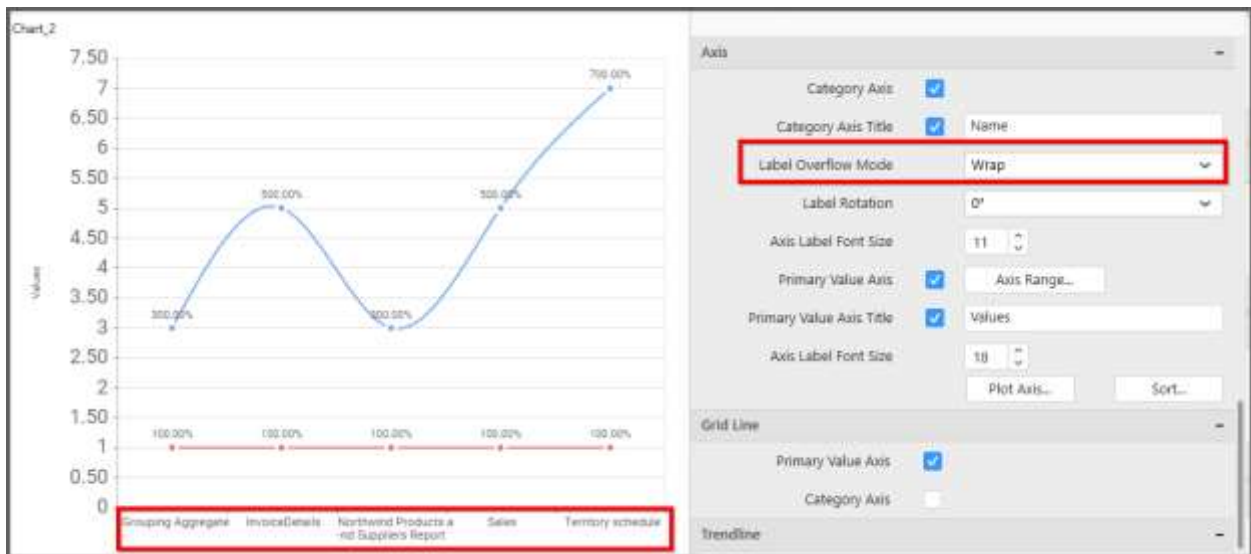 Chart_2
7.50
7
6.50
6
5.50
5
4.50
4
3.50
3
2.50
2
1.50
1
0.50
0
Values
700.00%
500.00%
500.00%
300.00%
300.00%
100.00%
100.00%
100.00%
100.00%
100.00%
Grouping Aggregate
InvoiceDetails
Northwind Products a
-nd Suppliers Report
Sales
Territory schedule
Axis
Category Axis
Category Axis Title
Name
Label Overflow Mode
Wrap
Label Rotation
0°
Axis Label Font Size
11
Primary Value Axis
Axis Range...
Primary Value Axis Title
Values
Axis Label Font Size
18
Plot Axis...
Sort...
Grid Line
Primary Value Axis
Category Axis
Trendline